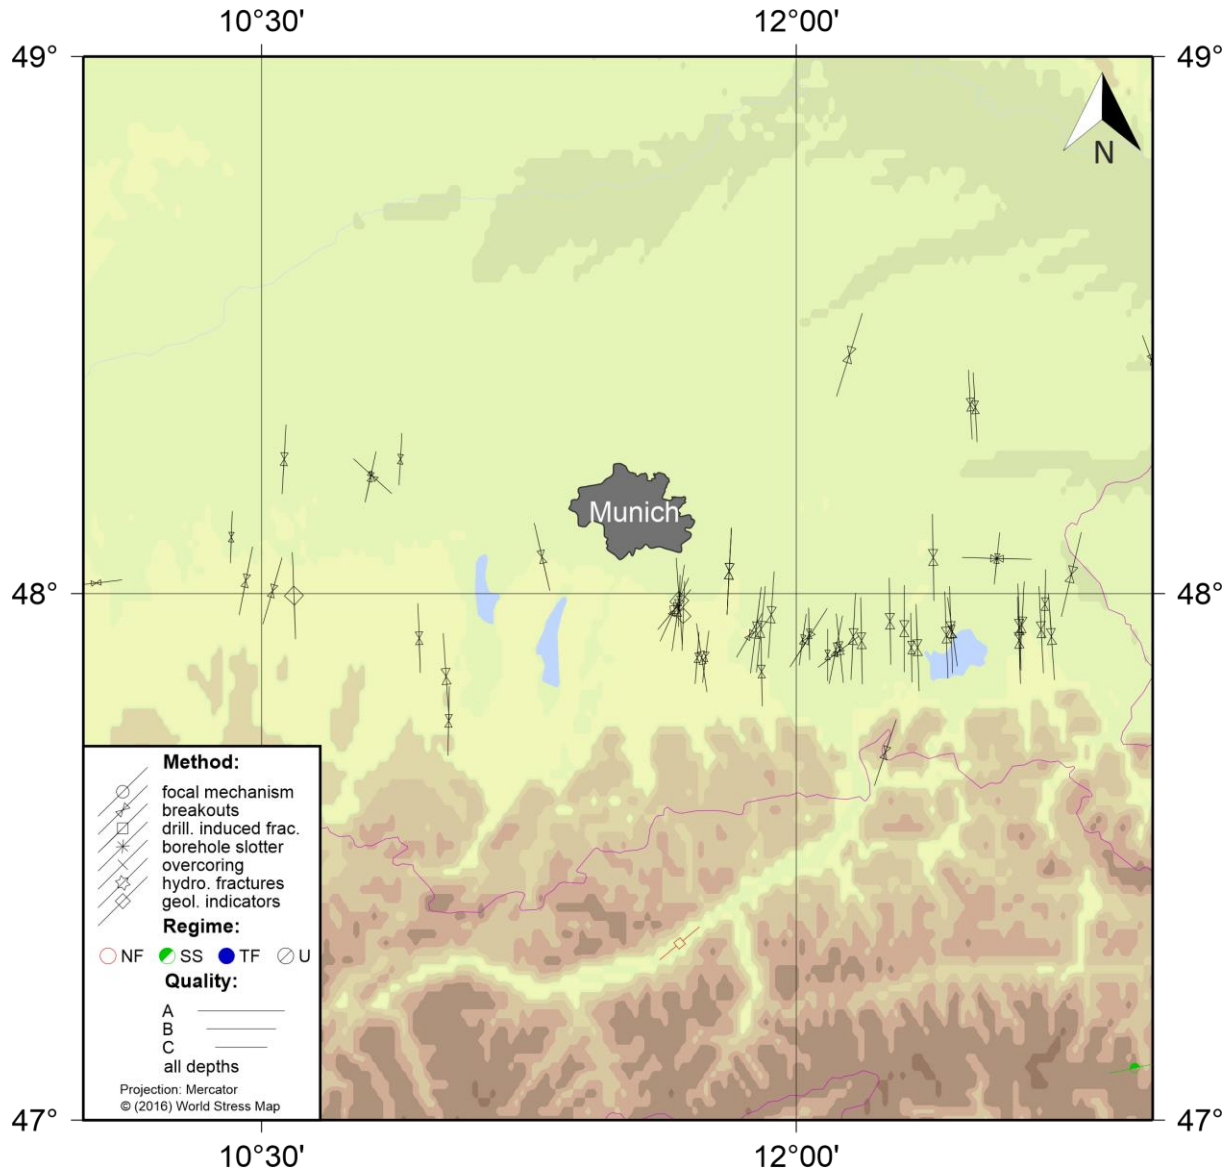 10°30' 12°00'
49° 49°
N
Munich
48° 48°
Method:
focal mechanism
breakouts
drill. induced frac.
borehole slotter
overcoring
hydro. fractures
geol. indicators
Regime:
NF SS TF U
Quality:
A
B
C
all depths
Projection: Mercator
© (2016) World Stress Map
47° 47°
10°30' 12°00'